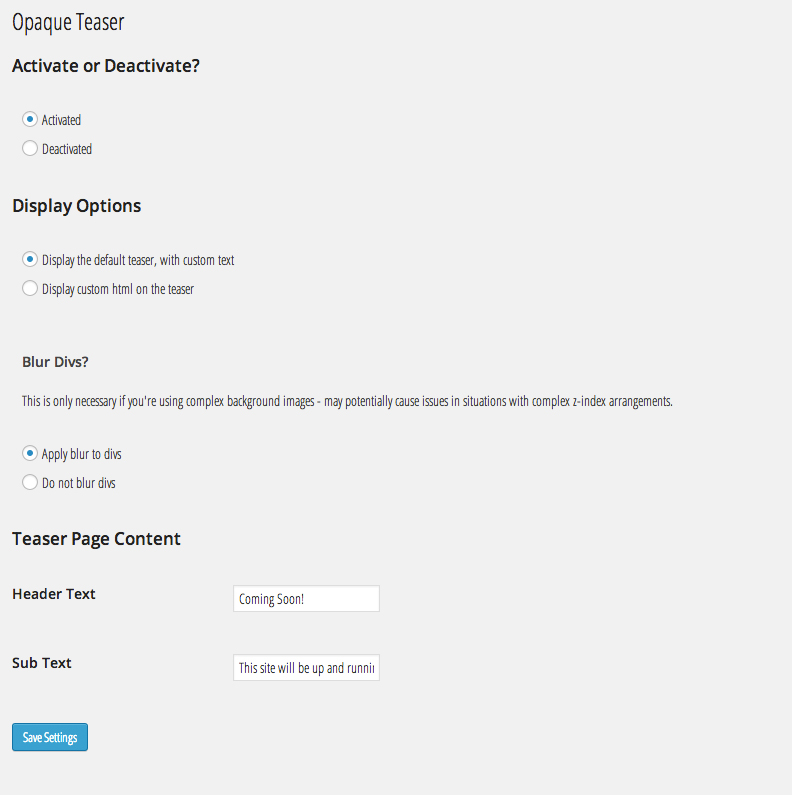 Opaque Teaser
Activate or Deactivate?
Activated
Deactivated
Display Options
Display the default teaser, with custom text
Display custom html on the teaser
Blur Divs?
This is only necessary if you're using complex background images - may potentially cause issues in situations with complex z-index arrangements.
Apply blur to divs
Do not blur divs
Teaser Page Content
Header Text
Coming Soon!
Sub Text
This site will be up and
Save Settings